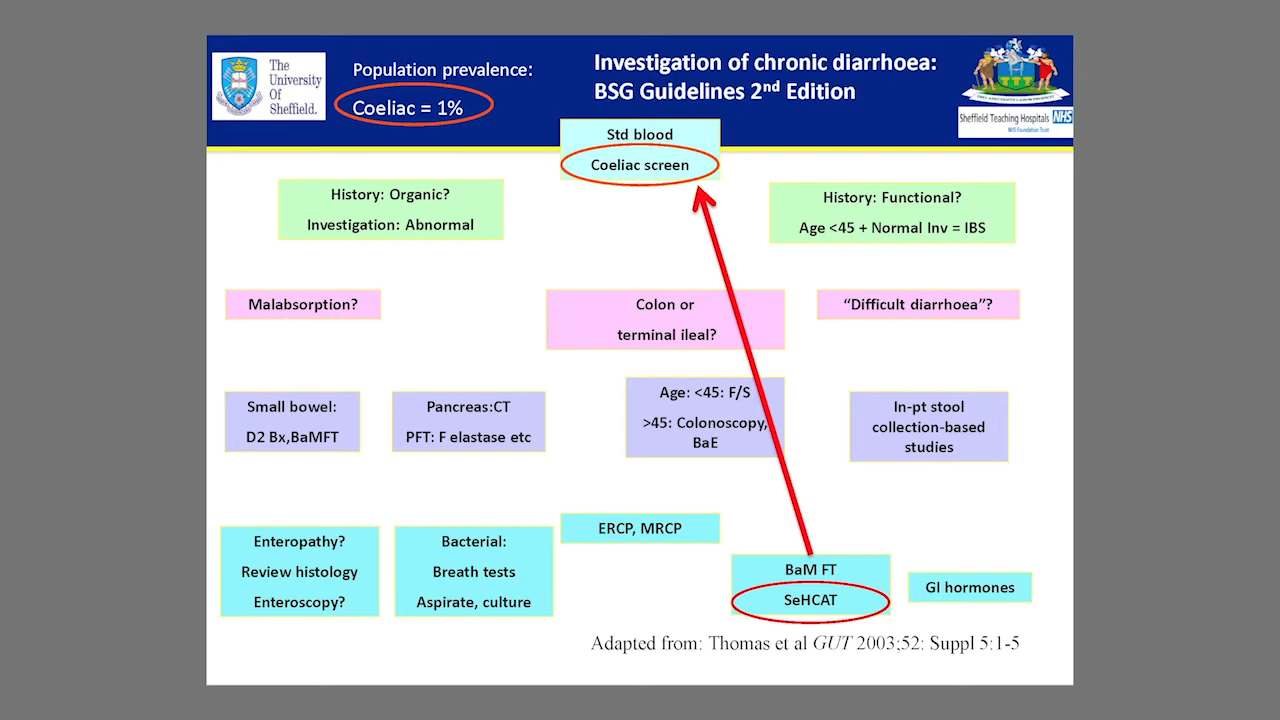 The
University
Of
Sheffield.
Population prevalence:
Coeliac = 1%
Investigation of chronic diarrhoea:
BSG Guidelines 2nd Edition
Sheffield Teaching Hospitals NHS
NHS Foundation Trust
Std blood
Coeliac screen
History: Organic?
Investigation: Abnormal
History: Functional?
Age <45 + Normal Inv = IBS
Malabsorption?
Colon or
terminal ileal?
“Difficult diarrhoea”?
Small bowel:
D2 Bx,BaMFT
Pancreas:CT
PFT: F elastase etc
Age: <45: F/S
>45: Colonoscopy,
BaE
In-pt stool
collection-based
studies
Enteropathy?
Review histology
Enteroscopy?
Bacterial:
Breath tests
Aspirate, culture
ERCP, MRCP
BaM FT
SeHCAT
GI hormones
Adapted from: Thomas et al GUT 2003;52: Suppl 5:1-5